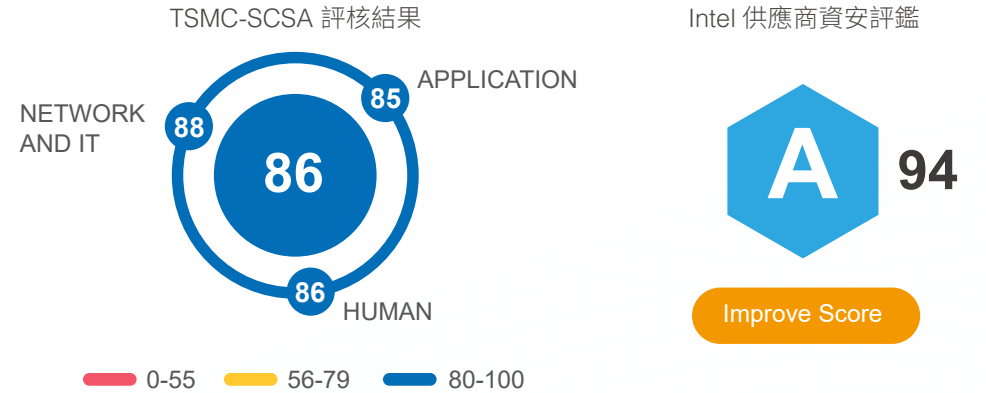 TSMC-SCSA 評核結果
Intel 供應商資安評鑑
NETWORK
AND IT
88
85
APPLICATION
86
86
HUMAN
A
94
Improve Score
0-55
56-79
80-100